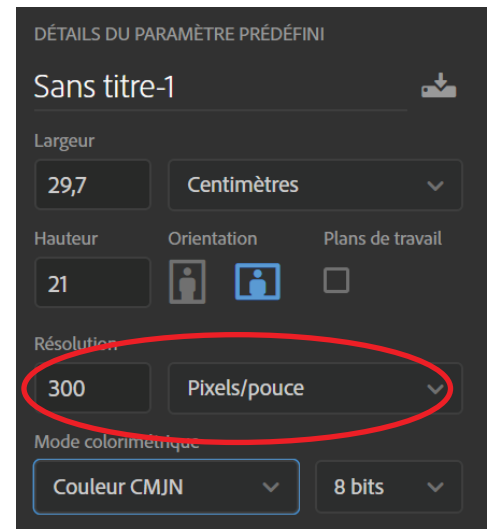 DÉTAILS DU PARAMÈTRE PRÉDÉFINI
Sans titre-1
Largeur
29,7 Centimètres
Hauteur Orientation Plans de travail
21
Résolution
300 Pixels/pouce
Mode colorimétrique
Couleur CMJN 8 bits